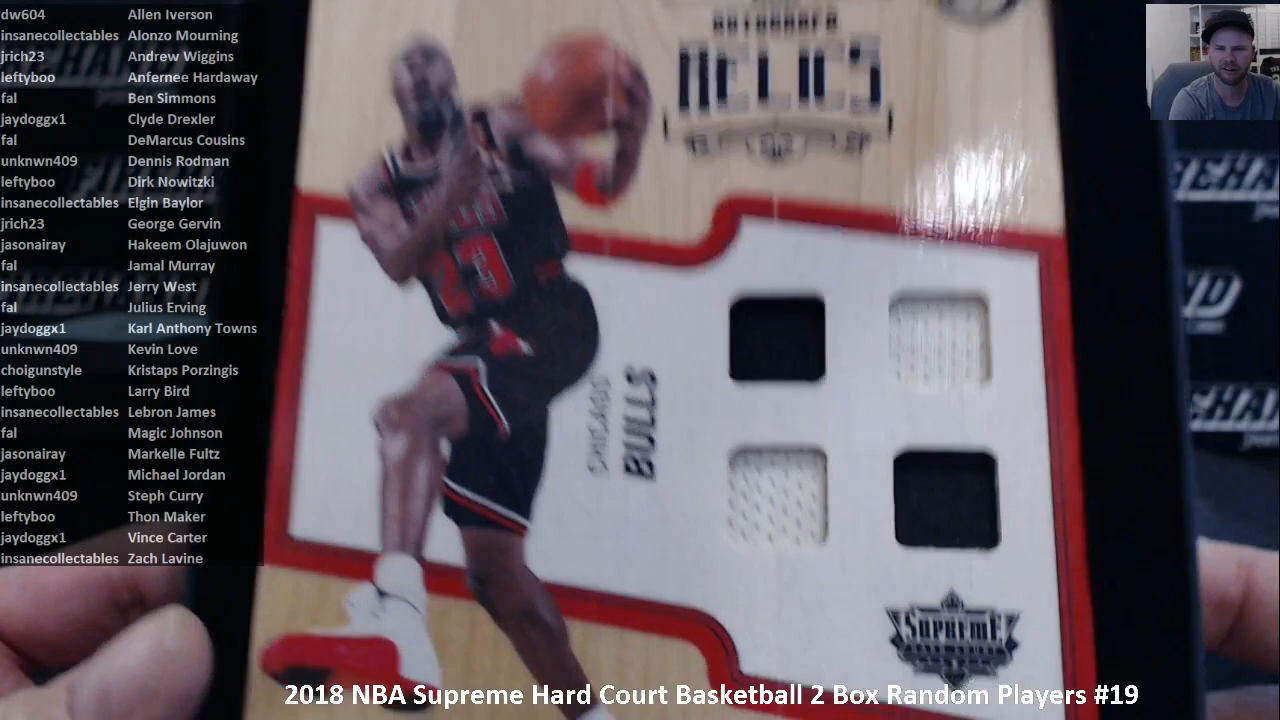 dw604 Allen Iverson
insanecollectables Alonzo Mourning
jrich23 Andrew Wiggins
leftyboo Anfernee Hardaway
fal Ben Simmons
jaydoggx1 Clyde Drexler
fal DeMarcus Cousins
unknwn409 Dennis Rodman
leftyboo Dirk Nowitzki
insanecollectables Elgin Baylor
jrich23 George Gervin
jasonairay Hakeem Olajuwon
fal Jamal Murray
insanecollectables Jerry West
fal Julius Erving
jaydoggx1 Karl Anthony Towns
unknwn409 Kevin Love
choigunstyle Kristaps Porzingis
leftyboo Larry Bird
insanecollectables Lebron James
fal Magic Johnson
jasonairay Markelle Fultz
jaydoggx1 Michael Jordan
unknwn409 Steph Curry
leftyboo Thon Maker
jaydoggx1 Vince Carter
insanecollectables Zach Lavine
RELICS
23
CHICAGO
BULLS
SUPREME
2018 NBA Supreme Hard Court Basketball 2 Box Random Players #19